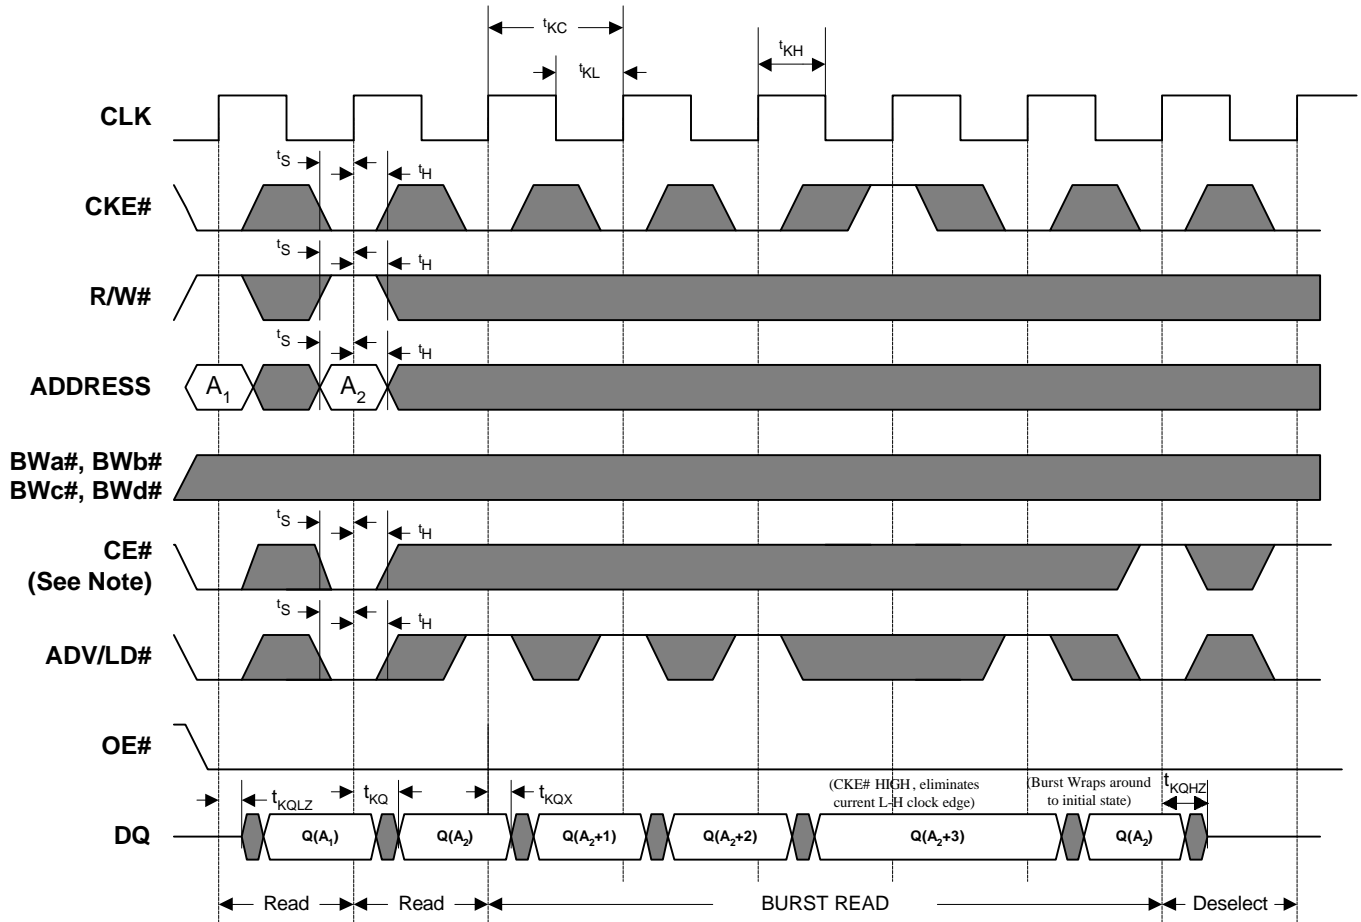 tKC
tKH
tKL
CLK
tS
tH
CKE#
tS
tH
R/W#
tS
tH
ADDRESS
A1
A2
BWa#, BWb#
BWc#, BWd#
tS
tH
CE#
(See Note)
tS
tH
ADV/LD#
OE#
(CKE# HIGH, eliminates
current L-H clock edge)
(Burst Wraps around
to initial state)
tKQLZ
tKQ
tKQX
tKQHZ
DQ
Q(A1)
Q(A2)
Q(A2+1)
Q(A2+2)
Q(A2+3)
Q(A2)
Read
Read
BURST READ
Deselect